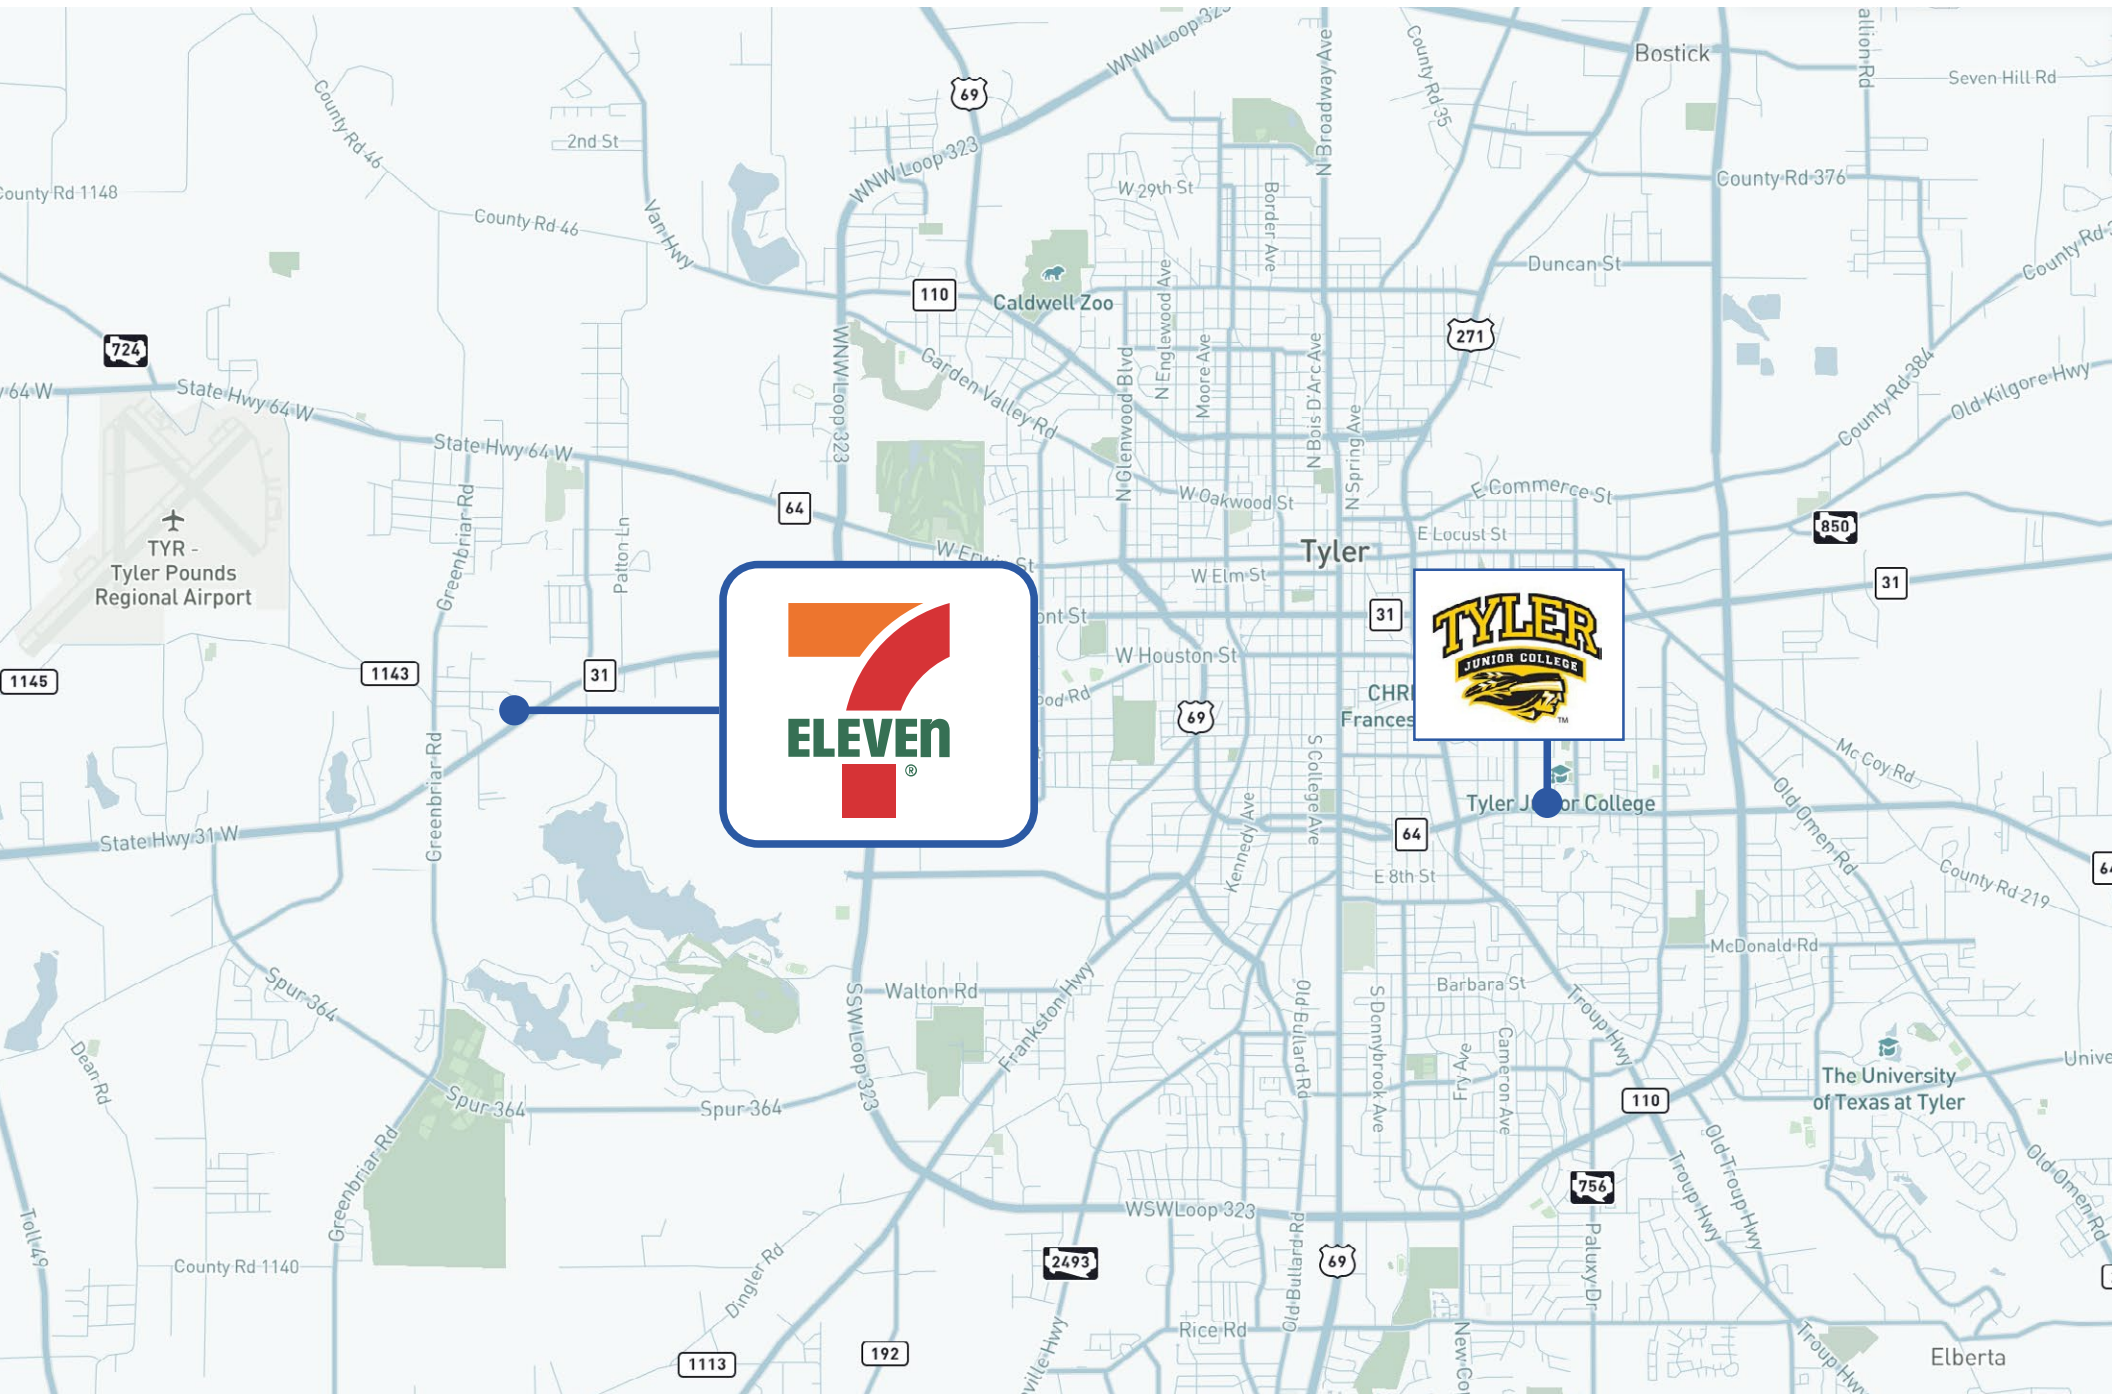 WNW Loop 323
N Broadway Ave
County Rd 35
Bostick
Seven Hill Rd
69
County Rd 46
2nd St
WNW Loop 323
County Rd 1148
W 29th St
Border Ave
County Rd 376
County Rd 46
Van Hwy
Duncan St
110
Caldwell Zoo
N Englewood Ave
271
724
WNW Loop 323
Garden Valley Rd
N Glenwood Blvd
Moore Ave
N Bois D'Arc Ave
N Spring Ave
County Rd 384
Old Kilgore Hwy
64 W
State Hwy 64 W
State Hwy 64 W
64
W Oakwood St
E Commerce St
850
TYR -
Tyler Pounds
Regional Airport
Greenbriar Rd
Patton Ln
W Erwin St
Tyler
E Locust St
W Elm St
31
31
TYLER
JUNIOR COLLEGE
TM
ELEVEn
®
W Houston St
1145
1143
31
69
Greenbriar Rd
S College Ave
Mc Coy Rd
Old Omen Rd
Tyler J or College
State Hwy 31 W
Kennedy Ave
64
E 8th St
County Rd 219
McDonald Rd
Spur 364
Walton Rd
SSW Loop 323
Frankston Hwy
Old Bullard Rd
S Donnybrook Ave
Barbara St
Troup Hwy
Fry Ave
Cameron Ave
The University
of Texas at Tyler
Dean Rd
Spur 364
Spur 364
110
Greenbriar Rd
Old Troup Hwy
Troup Hwy
Old Omen Rd
756
WSW Loop 323
Toll 49
County Rd 1140
Dingler Rd
2493
Old Bullard Rd
69
Paluxy Dr
Rice Rd
1113
192
Troup Hw
Elberta